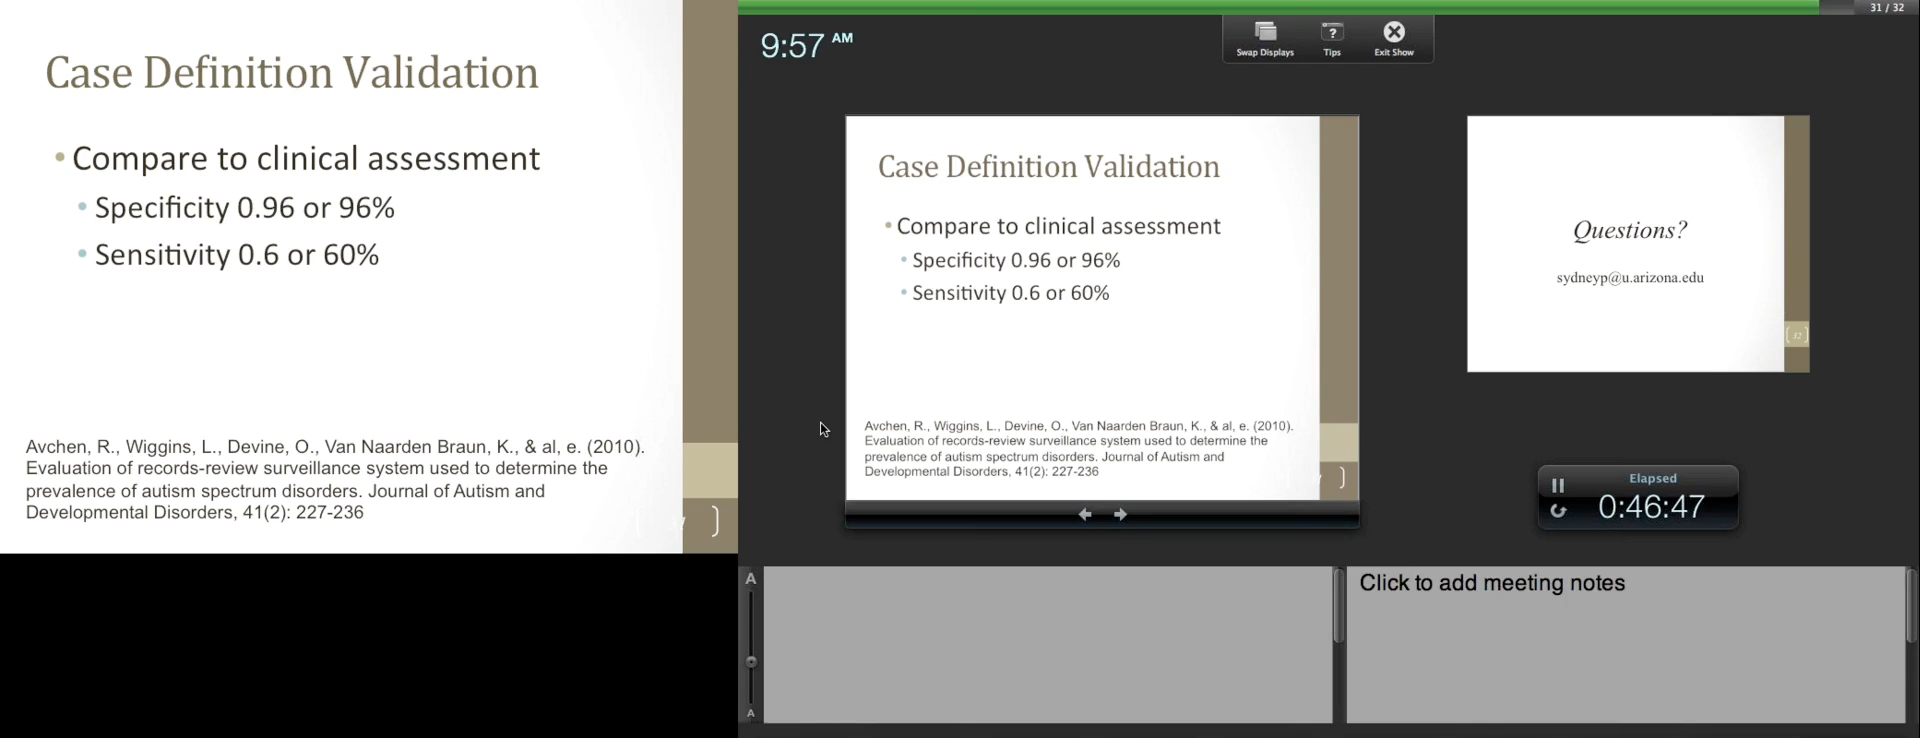 Case Definition Validation
• Compare to clinical assessment
• Specificity 0.96 or 96%
• Sensitivity 0.6 or 60%
Avchen, R., Wiggins, L., Devine, O., Van Naarden Braun, K., & al, e. (2010).
Evaluation of records-review surveillance system used to determine the
prevalence of autism spectrum disorders. Journal of Autism and
Developmental Disorders, 41(2): 227-236
31 / 32
9:57 AM
Swap Displays
Tips
Exit Show
Case Definition Validation
• Compare to clinical assessment
• Specificity 0.96 or 96%
• Sensitivity 0.6 or 60%
Avchen, R., Wiggins, L., Devine, O., Van Naarden Braun, K., & al, e. (2010).
Evaluation of records-review surveillance system used to determine the
prevalence of autism spectrum disorders. Journal of Autism and
Developmental Disorders, 41(2): 227-236
Questions?
sydneyp@u.arizona.edu
Elapsed
0:46:47
A
A
Click to add meeting notes